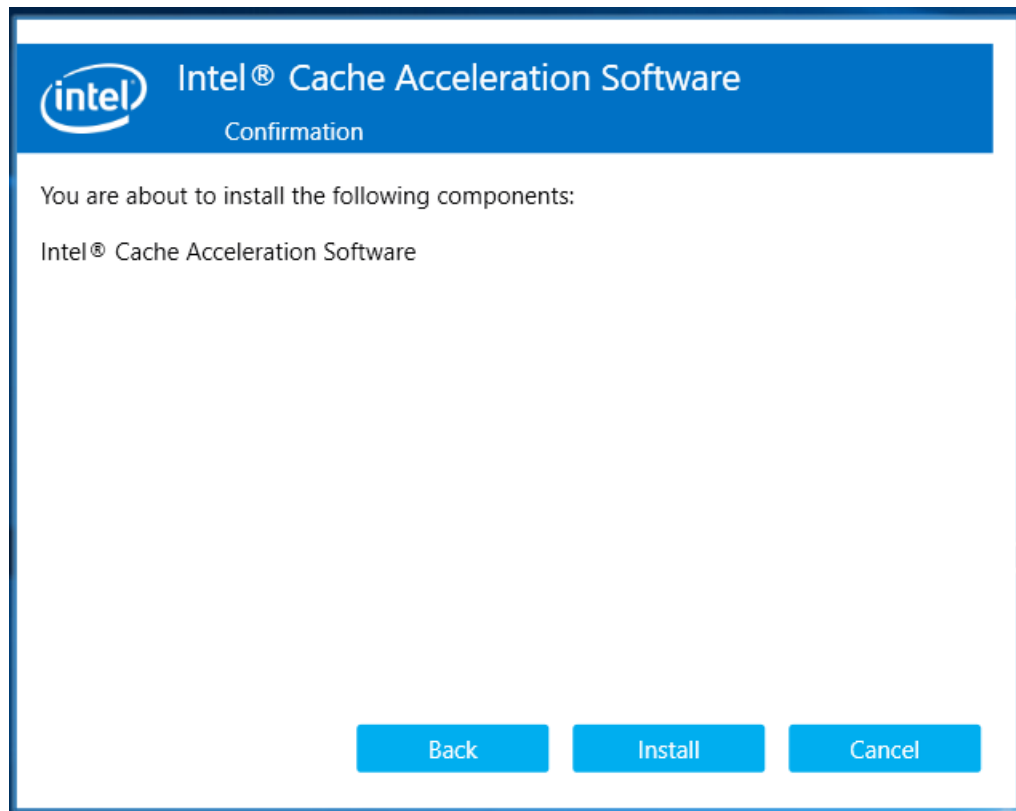 intel
Intel® Cache Acceleration Software
Confirmation
You are about to install the following components:
Intel® Cache Acceleration Software
Back
Install
Cancel